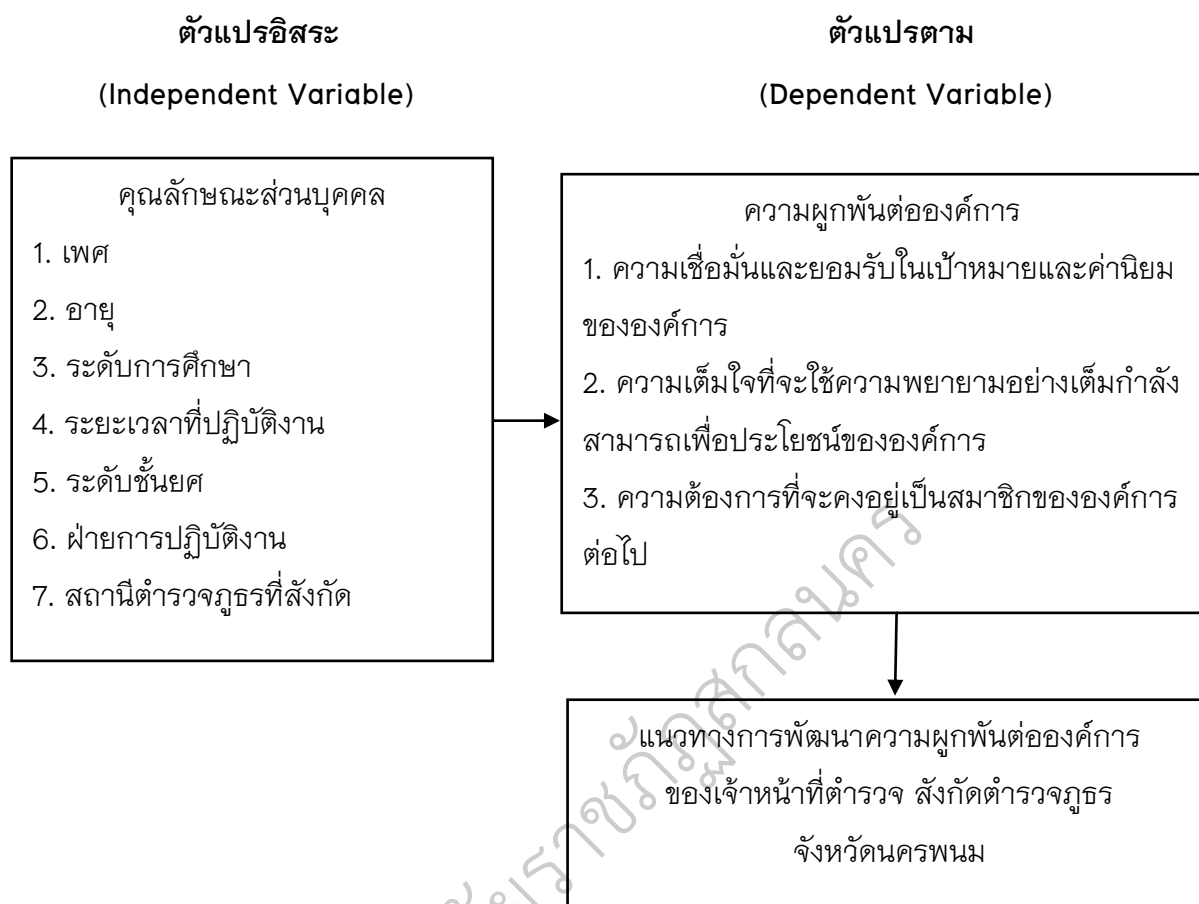 ตัวแปรอิสระ
(Independent Variable)
ตัวแปรตาม
(Dependent Variable)
คุณลักษณะส่วนบุคคล
1. เพศ
2. อายุ
3. ระดับการศึกษา
4. ระยะเวลาที่ปฏิบัติงาน
5. ระดับชั้นยศ
6. ฝ่ายการปฏิบัติงาน
7. สถานีตำรวจภูธรที่สังกัด
ความผูกพันต่อองค์การ
1. ความเชื่อมั่นและยอมรับในเป้าหมายและค่านิยม
ขององค์การ
2. ความเต็มใจที่จะใช้ความพยายามอย่างเต็มกำลัง
สามารถเพื่อประโยชน์ขององค์การ
3. ความต้องการที่จะคงอยู่เป็นสมาชิกขององค์การ
ต่อไป
แนวทางการพัฒนาความผูกพันต่อองค์การ
ของเจ้าหน้าที่ตำรวจ สังกัดตำรวจภูธร
จังหวัดนครพนม